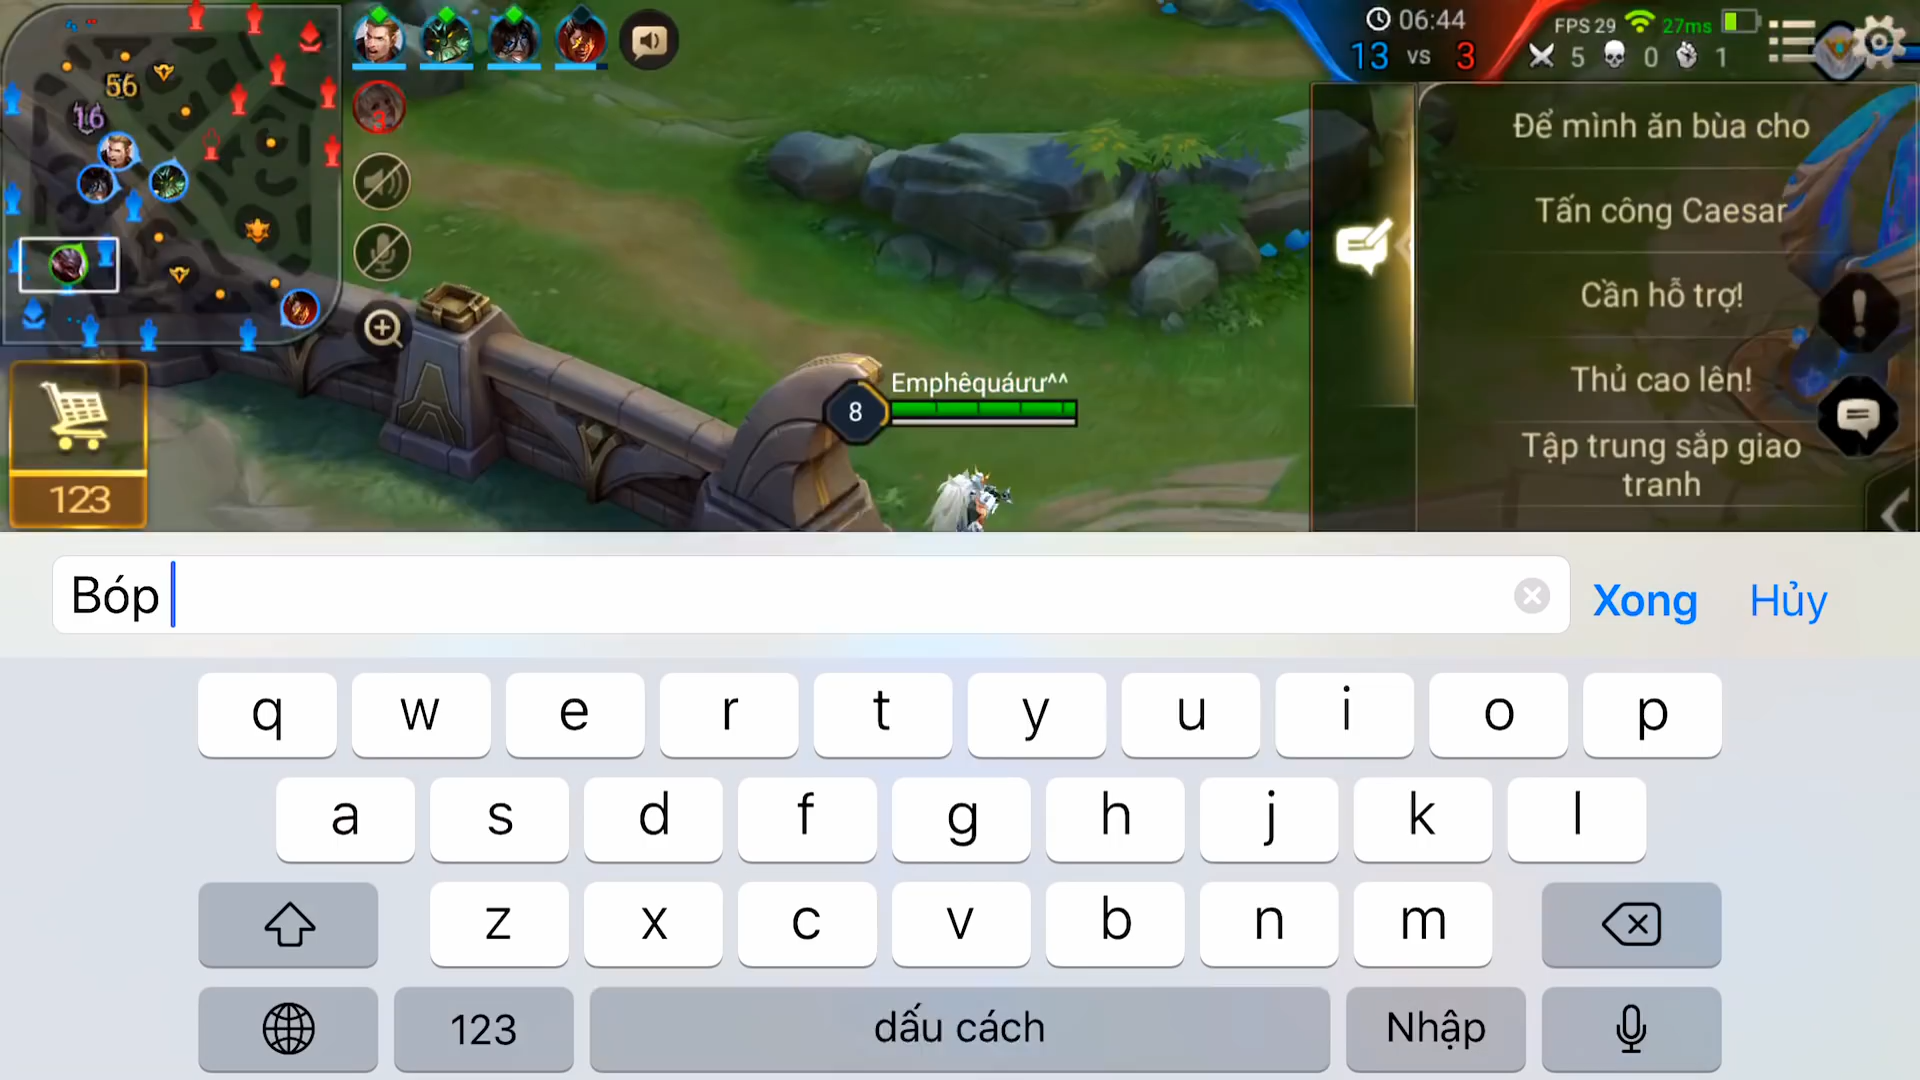 56
16
3
06:44
13 vs 3
FPS 29
27ms
5 0 1
Để mình ăn bùa cho
Tấn công Caesar
Cần hỗ trợ!
Thủ cao lên!
Tập trung sắp giao
tranh
Emphêquáưư^^
8
123
Bóp
Xong
Hủy
q w e r t y u i o p
a s d f g h j k l
z x c v b n m
123
dấu cách
Nhập